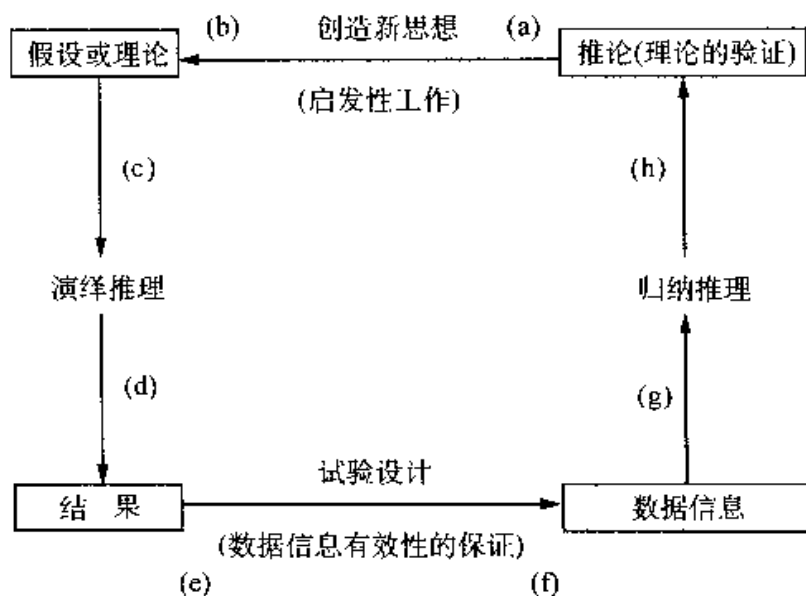 (b) 创造新思想 (a)
假设或理论 推论(理论的验证)
(启发性工作)
(c) (h)
演绎推理 归纳推理
(d) (g)
试验设计
结 果 数据信息
(数据信息有效性的保证)
(e) (f)